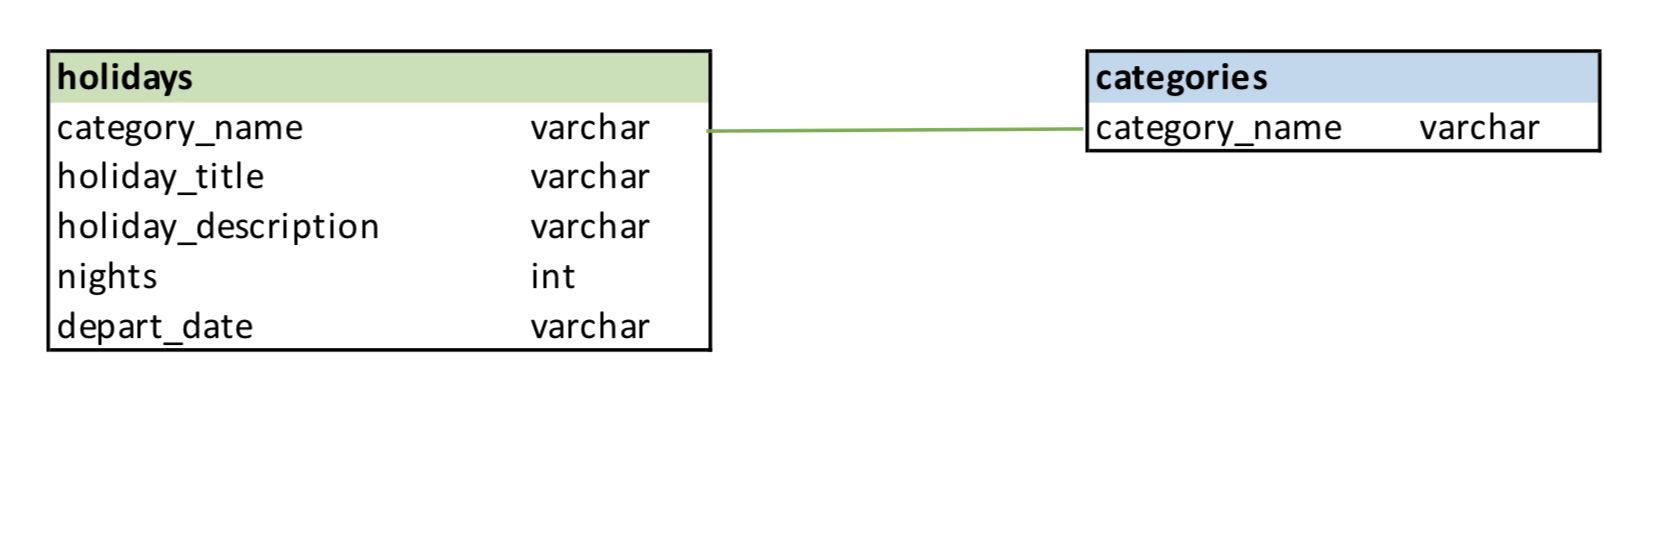 holidays
category_name varchar
holiday_title varchar
holiday_description varchar
nights int
depart_date varchar
categories
category_name varchar